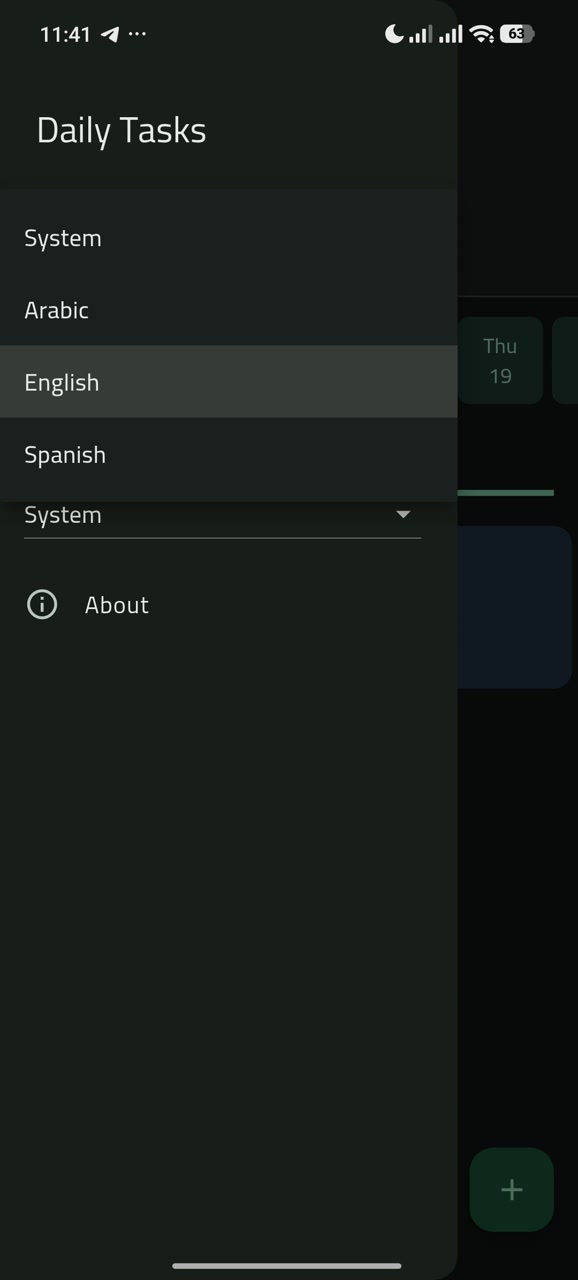 11:41
63
Daily Tasks
System
Arabic
English
Spanish
System
About
Thu
19